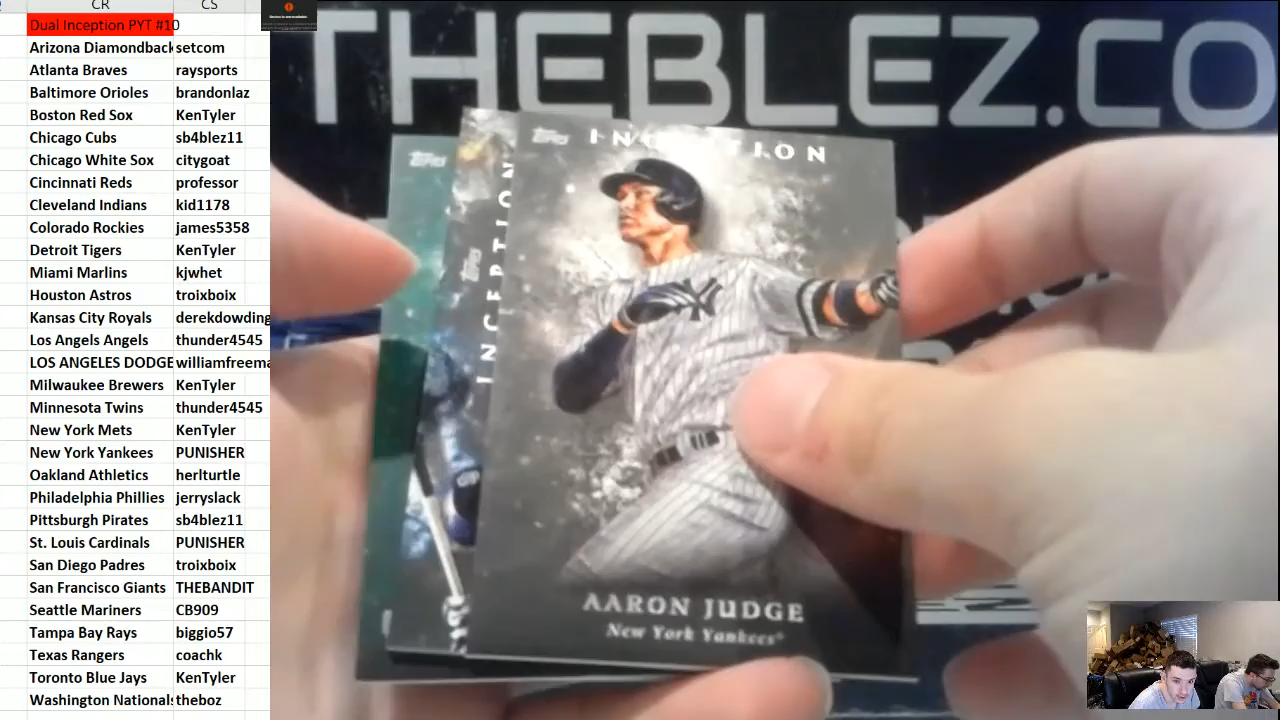 CR CS
Dual Inception PYT #10
Arizona Diamondback setcom
Atlanta Braves raysports
Baltimore Orioles brandonlaz
Boston Red Sox KenTyler
Chicago Cubs sb4blez11
Chicago White Sox citygoat
Cincinnati Reds professor
Cleveland Indians kid1178
Colorado Rockies james5358
Detroit Tigers KenTyler
Miami Marlins kjwhet
Houston Astros troixboix
Kansas City Royals derekdowding
Los Angels Angels thunder4545
LOS ANGELES DODGE williamfreema
Milwaukee Brewers KenTyler
Minnesota Twins thunder4545
New York Mets KenTyler
New York Yankees PUNISHER
Oakland Athletics herlturtle
Philadelphia Phillies jerryslack
Pittsburgh Pirates sb4blez11
St. Louis Cardinals PUNISHER
San Diego Padres troixboix
San Francisco Giants THEBANDIT
Seattle Mariners CB909
Tampa Bay Rays biggio57
Texas Rangers coachk
Toronto Blue Jays KenTyler
Washington Nationals theboz
THEBLEZ.CO
topps
topps INCEPTION
topps INCEPTION
NY
AARON JUDGE
New York Yankees